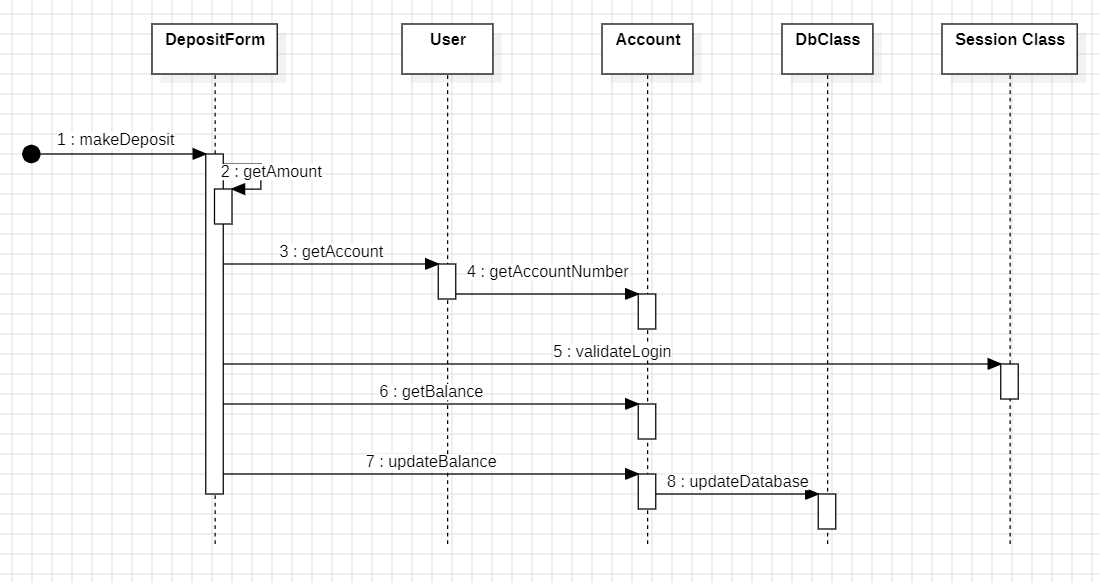 DepositForm
User
Account
DbClass
Session Class
1 : makeDeposit
2 : getAmount
3 : getAccount
4 : getAccountNumber
5 : validateLogin
6 : getBalance
7 : updateBalance
8 : updateDatabase